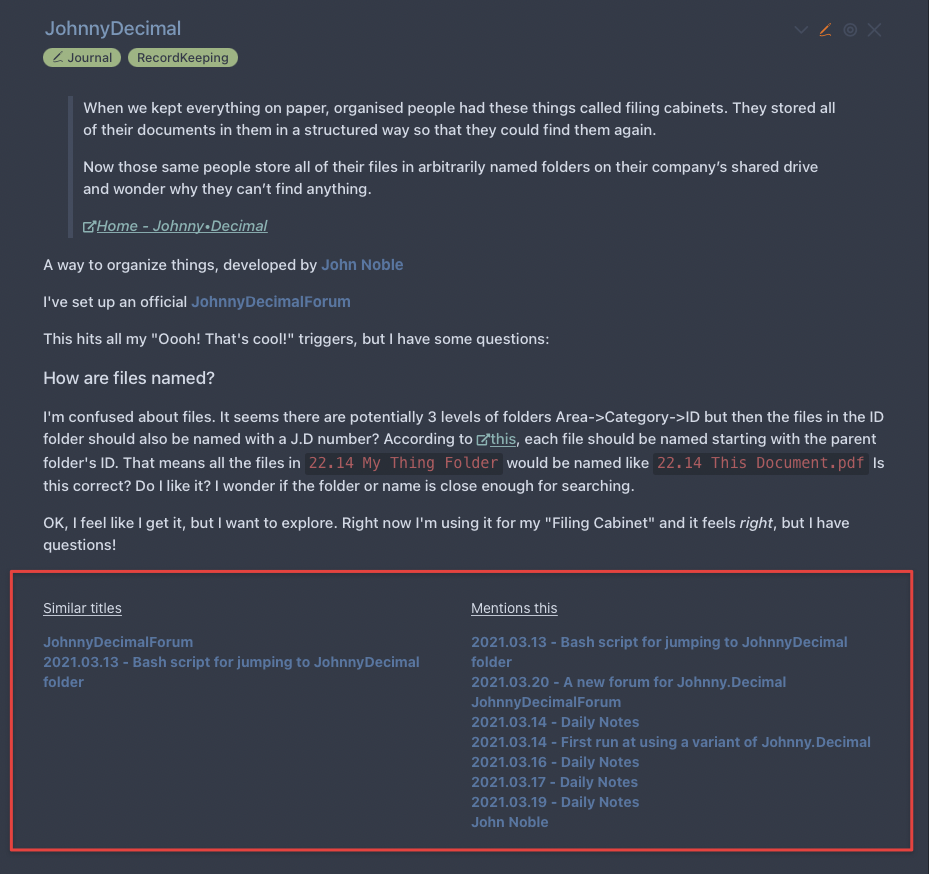 JohnnyDecimal
Journal
RecordKeeping
When we kept everything on paper, organised people had these things called filing cabinets. They stored all
of their documents in them in a structured way so that they could find them again.
Now those same people store all of their files in arbitrarily named folders on their company’s shared drive
and wonder why they can’t find anything.
Home - Johnny•Decimal
A way to organize things, developed by John Noble
I've set up an official JohnnyDecimalForum
This hits all my "Oooh! That's cool!" triggers, but I have some questions:
How are files named?
I'm confused about files. It seems there are potentially 3 levels of folders Area->Category->ID but then the files in the ID
folder should also be named with a J.D number? According to this, each file should be named starting with the parent
folder's ID. That means all the files in 22.14 My Thing Folder would be named like 22.14 This Document.pdf Is
this correct? Do I like it? I wonder if the folder or name is close enough for searching.
OK, I feel like I get it, but I want to explore. Right now I'm using it for my "Filing Cabinet" and it feels right, but I have
questions!
Similar titles
JohnnyDecimalForum
2021.03.13 - Bash script for jumping to JohnnyDecimal
folder
Mentions this
2021.03.13 - Bash script for jumping to JohnnyDecimal
folder
2021.03.20 - A new forum for Johnny.Decimal
JohnnyDecimalForum
2021.03.14 - Daily Notes
2021.03.14 - First run at using a variant of Johnny.Decimal
2021.03.16 - Daily Notes
2021.03.17 - Daily Notes
2021.03.19 - Daily Notes
John Noble